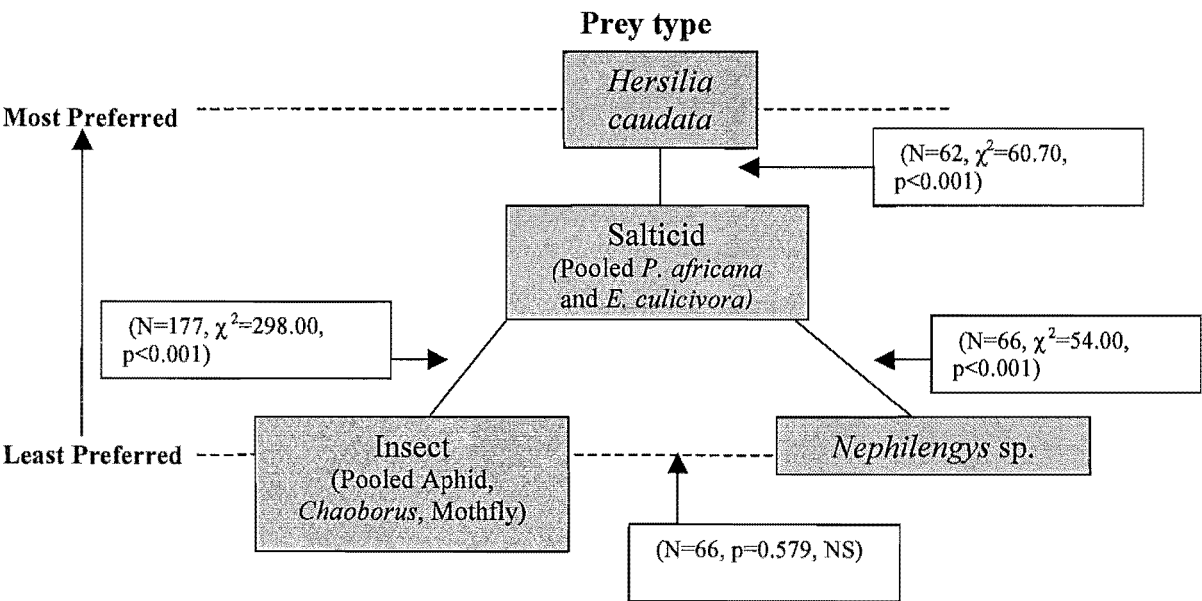 Prey type
Hersilia
caudata
Most Preferred
(N=62, χ²=60.70,
p<0.001)
Salticid
(Pooled P. africana
and E. culicivora)
(N=177, χ²=298.00,
p<0.001)
(N=66, χ²=54.00,
p<0.001)
Least Preferred
Insect
(Pooled Aphid,
Chaoborus, Mothfly)
Nephilengys sp.
(N=66, p=0.579, NS)